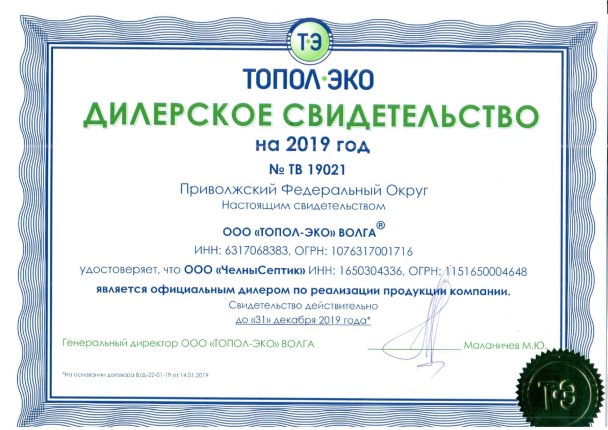 Т·Э
ТОПОЛ·ЭКО
ДИЛЕРСКОЕ СВИДЕТЕЛЬСТВО
на 2019 год
№ ТВ 19021
Приволжский Федеральный Округ
Настоящим свидетельством
ООО «ТОПОЛ-ЭКО» ВОЛГА®
ИНН: 6317068383, ОГРН: 1076317001716
удостоверяет, что ООО «ЧелныСептик» ИНН: 1650304336, ОГРН: 1151650004648
является официальным дилером по реализации продукции компании.
Свидетельство действительно
до «31» декабря 2019 года*
Генеральный директор ООО «ТОПОЛ-ЭКО» ВОЛГА Маланичев М.Ю.
*На основании договора В/Д-22-01-19 от 14.01.2019
Т·Э